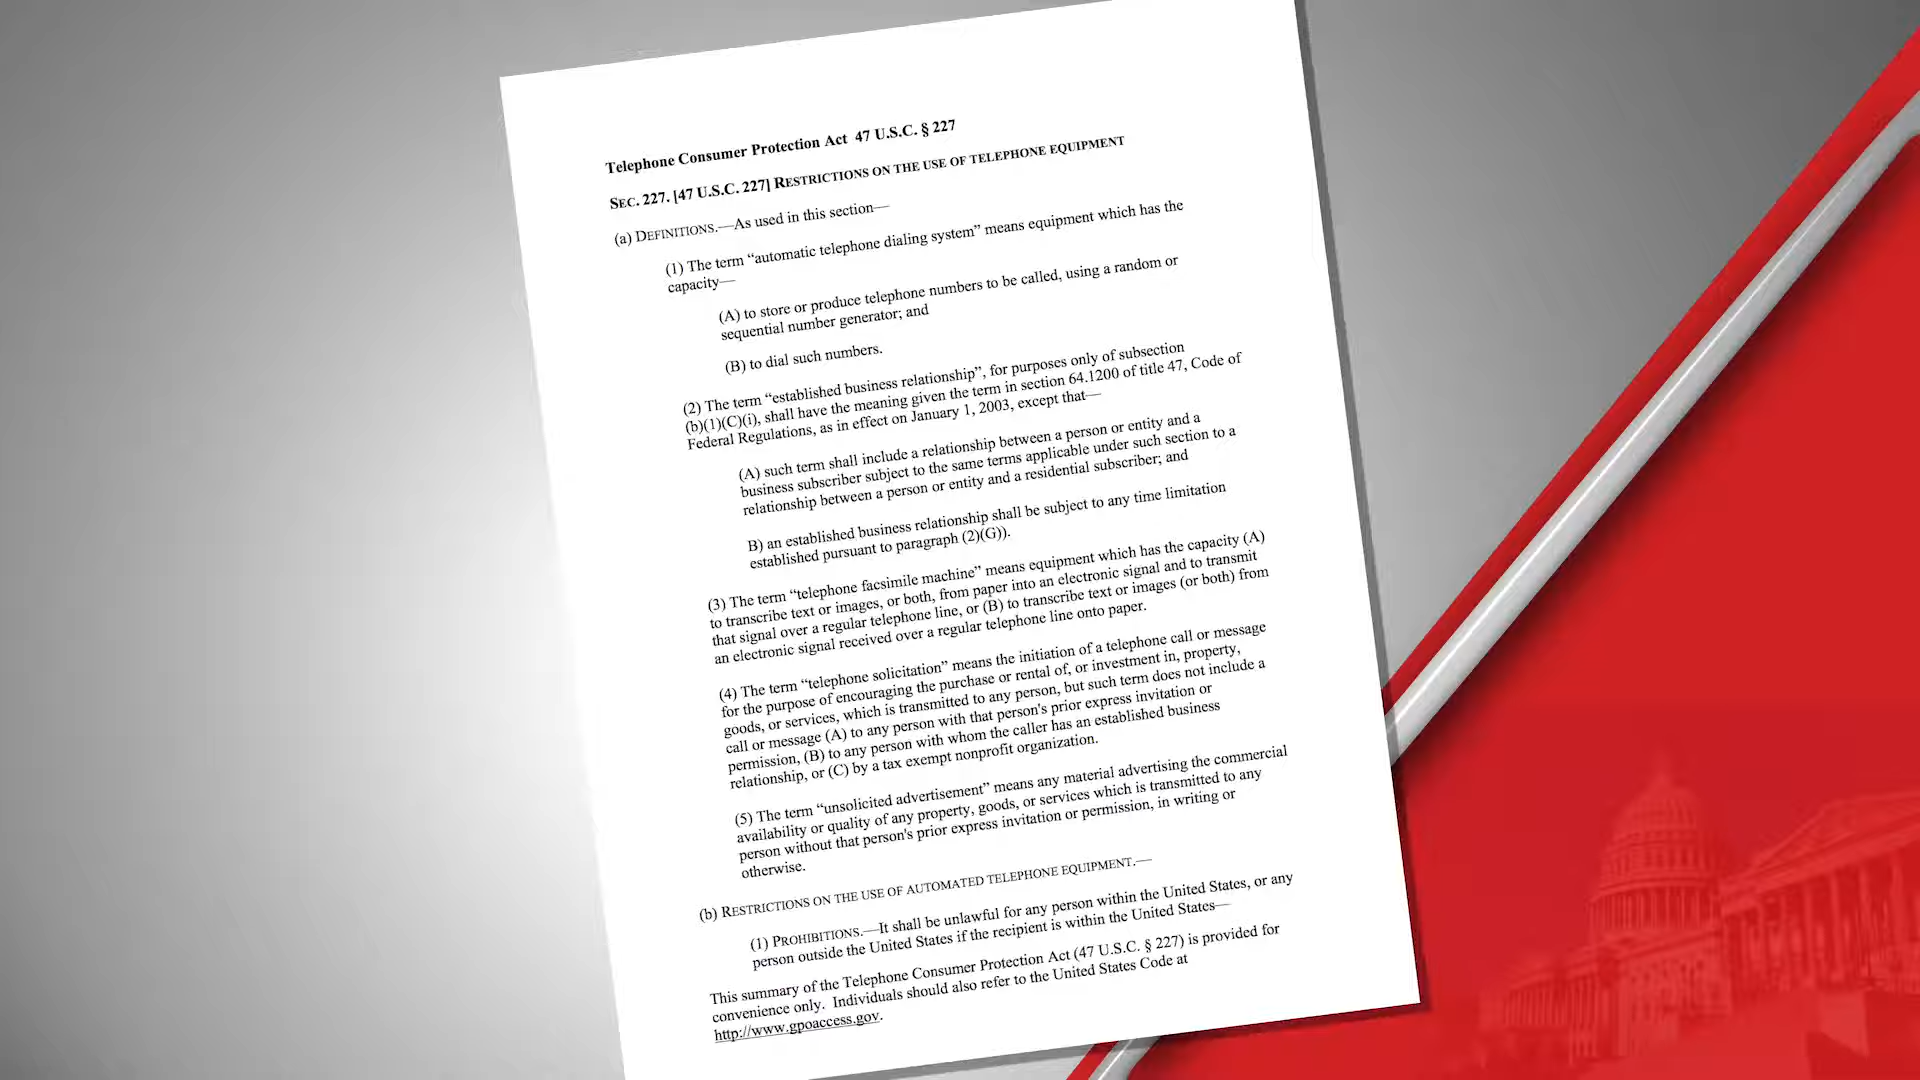 Telephone Consumer Protection Act 47 U.S.C. § 227
SEC. 227. [47 U.S.C. 227] RESTRICTIONS ON THE USE OF TELEPHONE EQUIPMENT
(a) DEFINITIONS.—As used in this section—
(1) The term “automatic telephone dialing system” means equipment which has the
capacity—
(A) to store or produce telephone numbers to be called, using a random or
sequential number generator; and
(B) to dial such numbers.
(2) The term “established business relationship”, for purposes only of subsection
(b)(1)(C)(i), shall have the meaning given the term in section 64.1200 of title 47, Code of
Federal Regulations, as in effect on January 1, 2003, except that—
(A) such term shall include a relationship between a person or entity and a
business subscriber subject to the same terms applicable under such section to a
relationship between a person or entity and a residential subscriber; and
B) an established business relationship shall be subject to any time limitation
established pursuant to paragraph (2)(G)).
(3) The term “telephone facsimile machine” means equipment which has the capacity (A)
to transcribe text or images, or both, from paper into an electronic signal and to transmit
that signal over a regular telephone line, or (B) to transcribe text or images (or both) from
an electronic signal received over a regular telephone line onto paper.
(4) The term “telephone solicitation” means the initiation of a telephone call or message
for the purpose of encouraging the purchase or rental of, or investment in, property,
goods, or services, which is transmitted to any person, but such term does not include a
call or message (A) to any person with that person's prior express invitation or
permission, (B) to any person with whom the caller has an established business
relationship, or (C) by a tax exempt nonprofit organization.
(5) The term “unsolicited advertisement” means any material advertising the commercial
availability or quality of any property, goods, or services which is transmitted to any
person without that person's prior express invitation or permission, in writing or
otherwise.
(b) RESTRICTIONS ON THE USE OF AUTOMATED TELEPHONE EQUIPMENT.—
(1) PROHIBITIONS.—It shall be unlawful for any person within the United States, or any
person outside the United States if the recipient is within the United States—
This summary of the Telephone Consumer Protection Act (47 U.S.C. § 227) is provided for
convenience only. Individuals should also refer to the United States Code at
http://www.gpoaccess.gov.